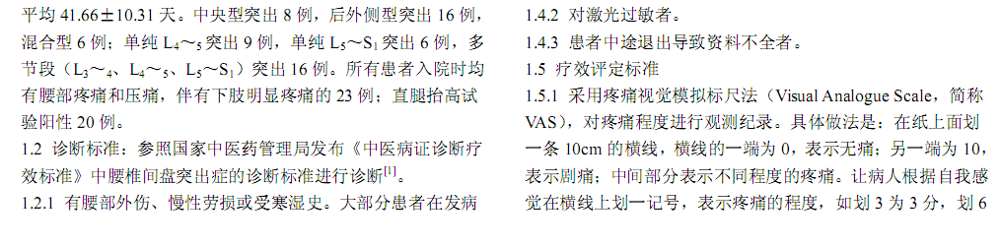 平均 41.66±10.31 天。中央型突出 8 例，后外侧型突出 16 例，
混合型 6 例；单纯 L4～5 突出 9 例，单纯 L5～S1 突出 6 例，多
节段（L3～4、L4～5、L5～S1）突出 16 例。所有患者入院时均
有腰部疼痛和压痛，伴有下肢明显疼痛的 23 例；直腿抬高试
验阳性 20 例。
1.2 诊断标准：参照国家中医药管理局发布《中医病证诊断疗
效标准》中腰椎间盘突出症的诊断标准进行诊断[1]。
1.2.1 有腰部外伤、慢性劳损或受寒湿史。大部分患者在发病
1.4.2 对激光过敏者。
1.4.3 患者中途退出导致资料不全者。
1.5 疗效评定标准
1.5.1 采用疼痛视觉模拟标尺法（Visual Analogue Scale，简称
VAS），对疼痛程度进行观测纪录。具体做法是：在纸上面划
一条 10cm 的横线，横线的一端为 0，表示无痛；另一端为 10，
表示剧痛；中间部分表示不同程度的疼痛。让病人根据自我感
觉在横线上划一记号，表示疼痛的程度，如划 3 为 3 分，划 6